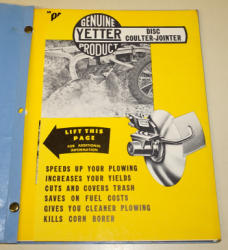 "D"
GENUINE
YETTER
PRODUCT
DISC
COULTER-JOINTER
LIFT THIS
PAGE
FOR ADDITIONAL
INFORMATION
SPEEDS UP YOUR PLOWING
INCREASES YOUR YIELDS
CUTS AND COVERS TRASH
SAVES ON FUEL COSTS
GIVES YOU CLEANER PLOWING
KILLS CORN BORER